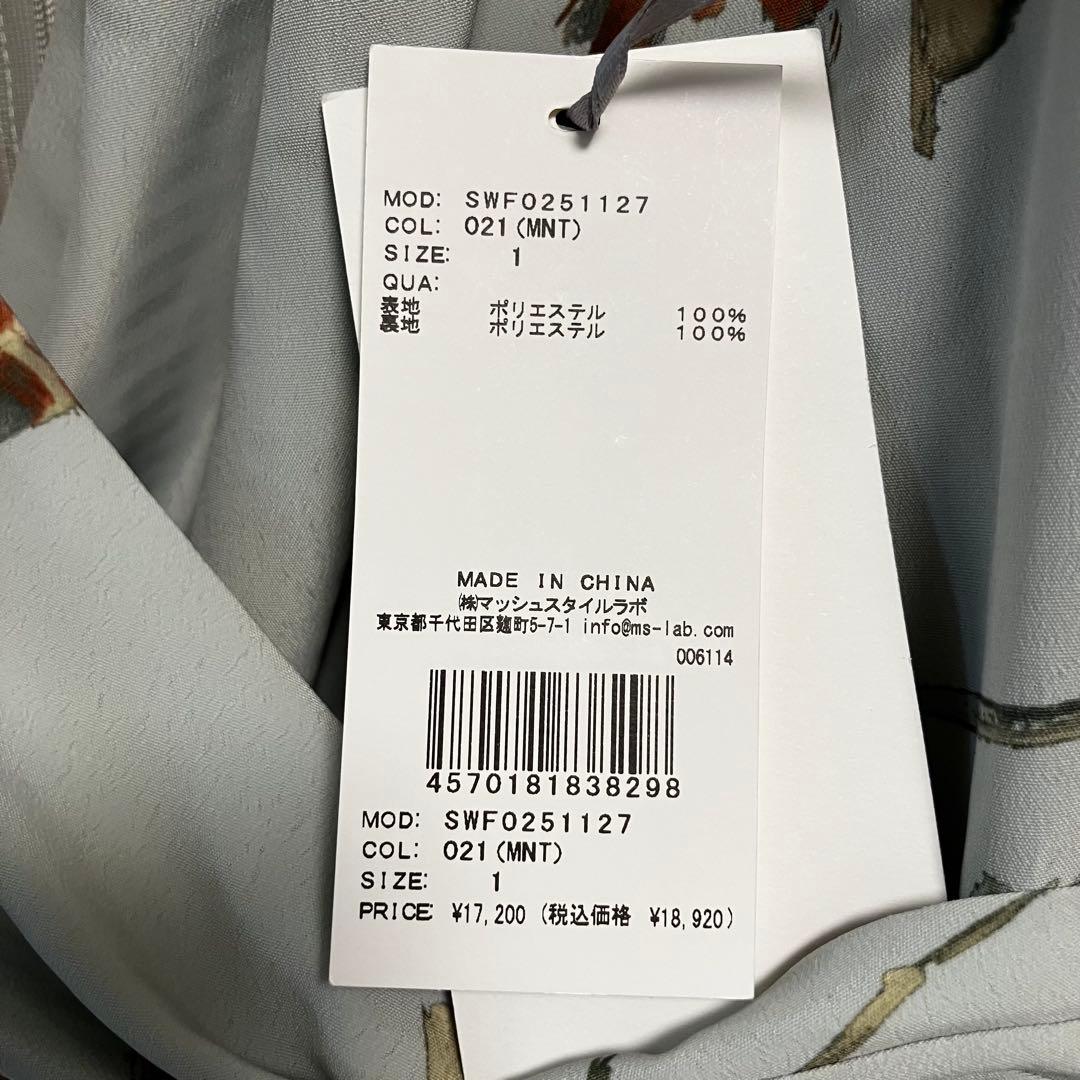 MOD: SWFO251127
COL: 021(MNT)
SIZE: 1
QUA:
表地 ポリエステル 100%
裏地 ポリエステル 100%
MADE IN CHINA
㈱マッシュスタイルラボ
東京都千代田区麹町5-7-1 info@ms-lab.com
006114
4570181838298
MOD: SWFO251127
COL: 021(MNT)
SIZE: 1
PRICE: ¥17,200 (税込価格 ¥18,920)